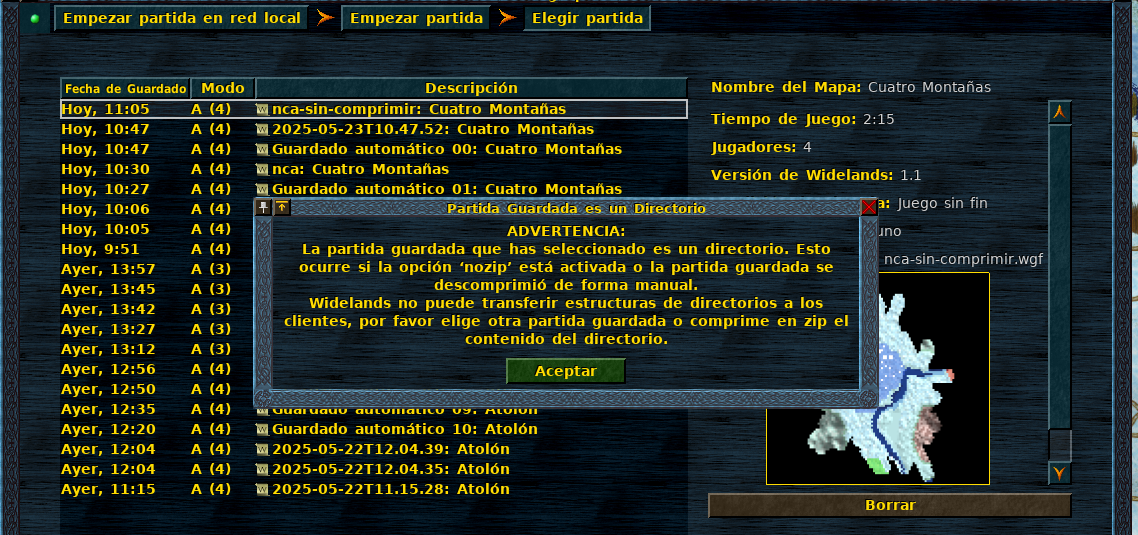 Empezar partida en red local
Empezar partida
Elegir partida
Fecha de Guardado Modo Descripción
Hoy, 11:05 A (4) nca-sin-comprimir: Cuatro Montañas
Hoy, 10:47 A (4) 2025-05-23T10.47.52: Cuatro Montañas
Hoy, 10:47 A (4) Guardado automático 00: Cuatro Montañas
Hoy, 10:30 A (4) nca: Cuatro Montañas
Hoy, 10:27 A (4) Guardado automático 01: Cuatro Montañas
Hoy, 10:06 A (4)
Hoy, 10:05 A (4)
Hoy, 9:51 A (4)
Ayer, 13:57 A (3)
Ayer, 13:45 A (3)
Ayer, 13:42 A (3)
Ayer, 13:27 A (3)
Ayer, 13:12 A (3)
Ayer, 12:56 A (4)
Ayer, 12:50 A (4)
Ayer, 12:35 A (4) Guardado automático 09: Atolón
Ayer, 12:20 A (4) Guardado automático 10: Atolón
Ayer, 12:04 A (4) 2025-05-22T12.04.39: Atolón
Ayer, 12:04 A (4) 2025-05-22T12.04.35: Atolón
Ayer, 11:15 A (4) 2025-05-22T11.15.28: Atolón
Nombre del Mapa: Cuatro Montañas
Tiempo de Juego: 2:15
Jugadores: 4
Versión de Widelands: 1.1
a: Juego sin fin
uno
nca-sin-comprimir.wgf
Borrar
Partida Guardada es un Directorio
ADVERTENCIA:
La partida guardada que has seleccionado es un directorio. Esto
ocurre si la opción ‘nozip’ está activada o la partida guardada se
descomprimió de forma manual.
Widelands no puede transferir estructuras de directorios a los
clientes, por favor elige otra partida guardada o comprime en zip el
contenido del directorio.
Aceptar